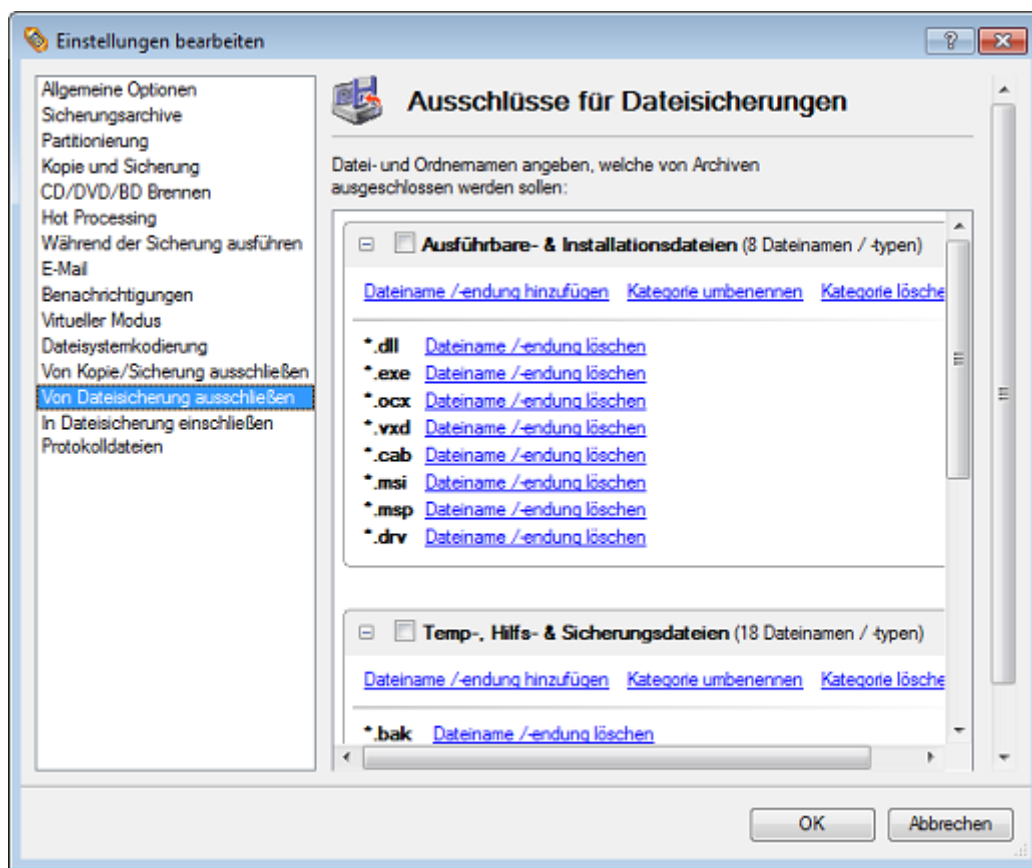 Einstellungen bearbeiten
Allgemeine Optionen
Sicherungsarchive
Partitionierung
Kopie und Sicherung
CD/DVD/BD Brennen
Hot Processing
Während der Sicherung ausführen
E-Mail
Benachrichtigungen
Virtueller Modus
Dateisystemkodierung
Von Kopie/Sicherung ausschließen
Von Dateisicherung ausschließen
In Dateisicherung einschließen
Protokolldateien
Ausschlüsse für Dateisicherungen
Datei- und Ordnernamen angeben, welche von Archiven
ausgeschlossen werden sollen:
Ausführbare- & Installationsdateien (8 Dateinamen / -typen)
Dateiname /-endung hinzufügen Kategorie umbenennen Kategorie lösche
*.dll Dateiname /-endung löschen
*.exe Dateiname /-endung löschen
*.ocx Dateiname /-endung löschen
*.vxd Dateiname /-endung löschen
*.cab Dateiname /-endung löschen
*.msi Dateiname /-endung löschen
*.msp Dateiname /-endung löschen
*.drv Dateiname /-endung löschen
Temp-, Hilfs- & Sicherungsdateien (18 Dateinamen / -typen)
Dateiname /-endung hinzufügen Kategorie umbenennen Kategorie lösche
*.bak Dateiname /-endung löschen
OK Abbrechen